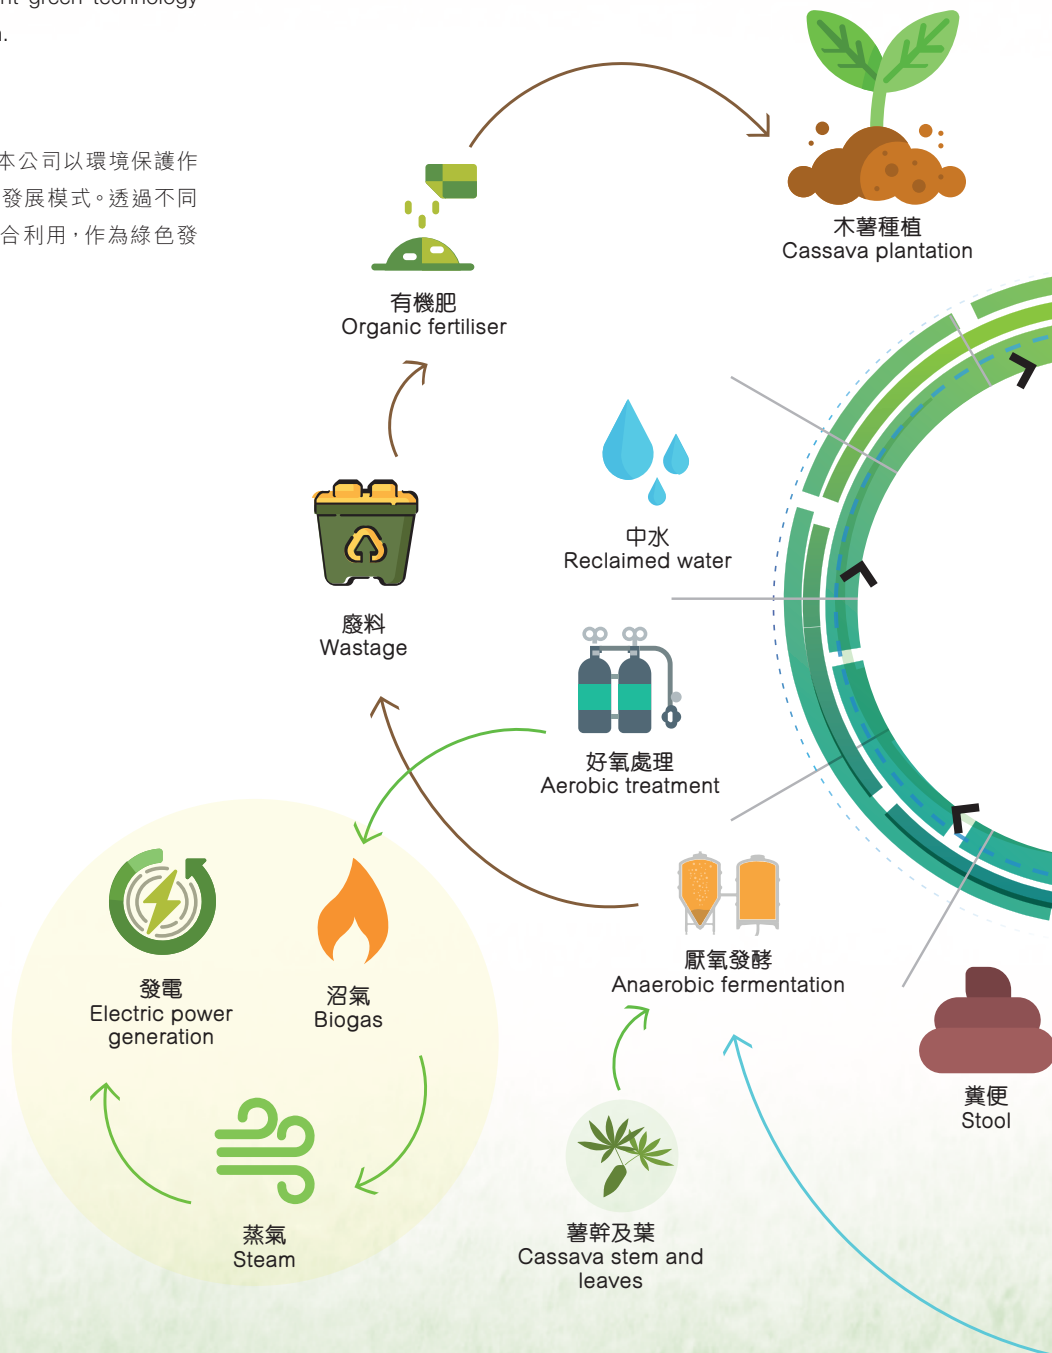 green technology
本公司以環境保護作
發展模式。透過不同
合利用，作為綠色發
木薯種植
Cassava plantation
有機肥
Organic fertiliser
中水
Reclaimed water
廢料
Wastage
好氧處理
Aerobic treatment
厭氧發酵
Anaerobic fermentation
發電
Electric power
generation
沼氣
Biogas
糞便
Stool
蒸氣
Steam
薯幹及葉
Cassava stem and
leaves